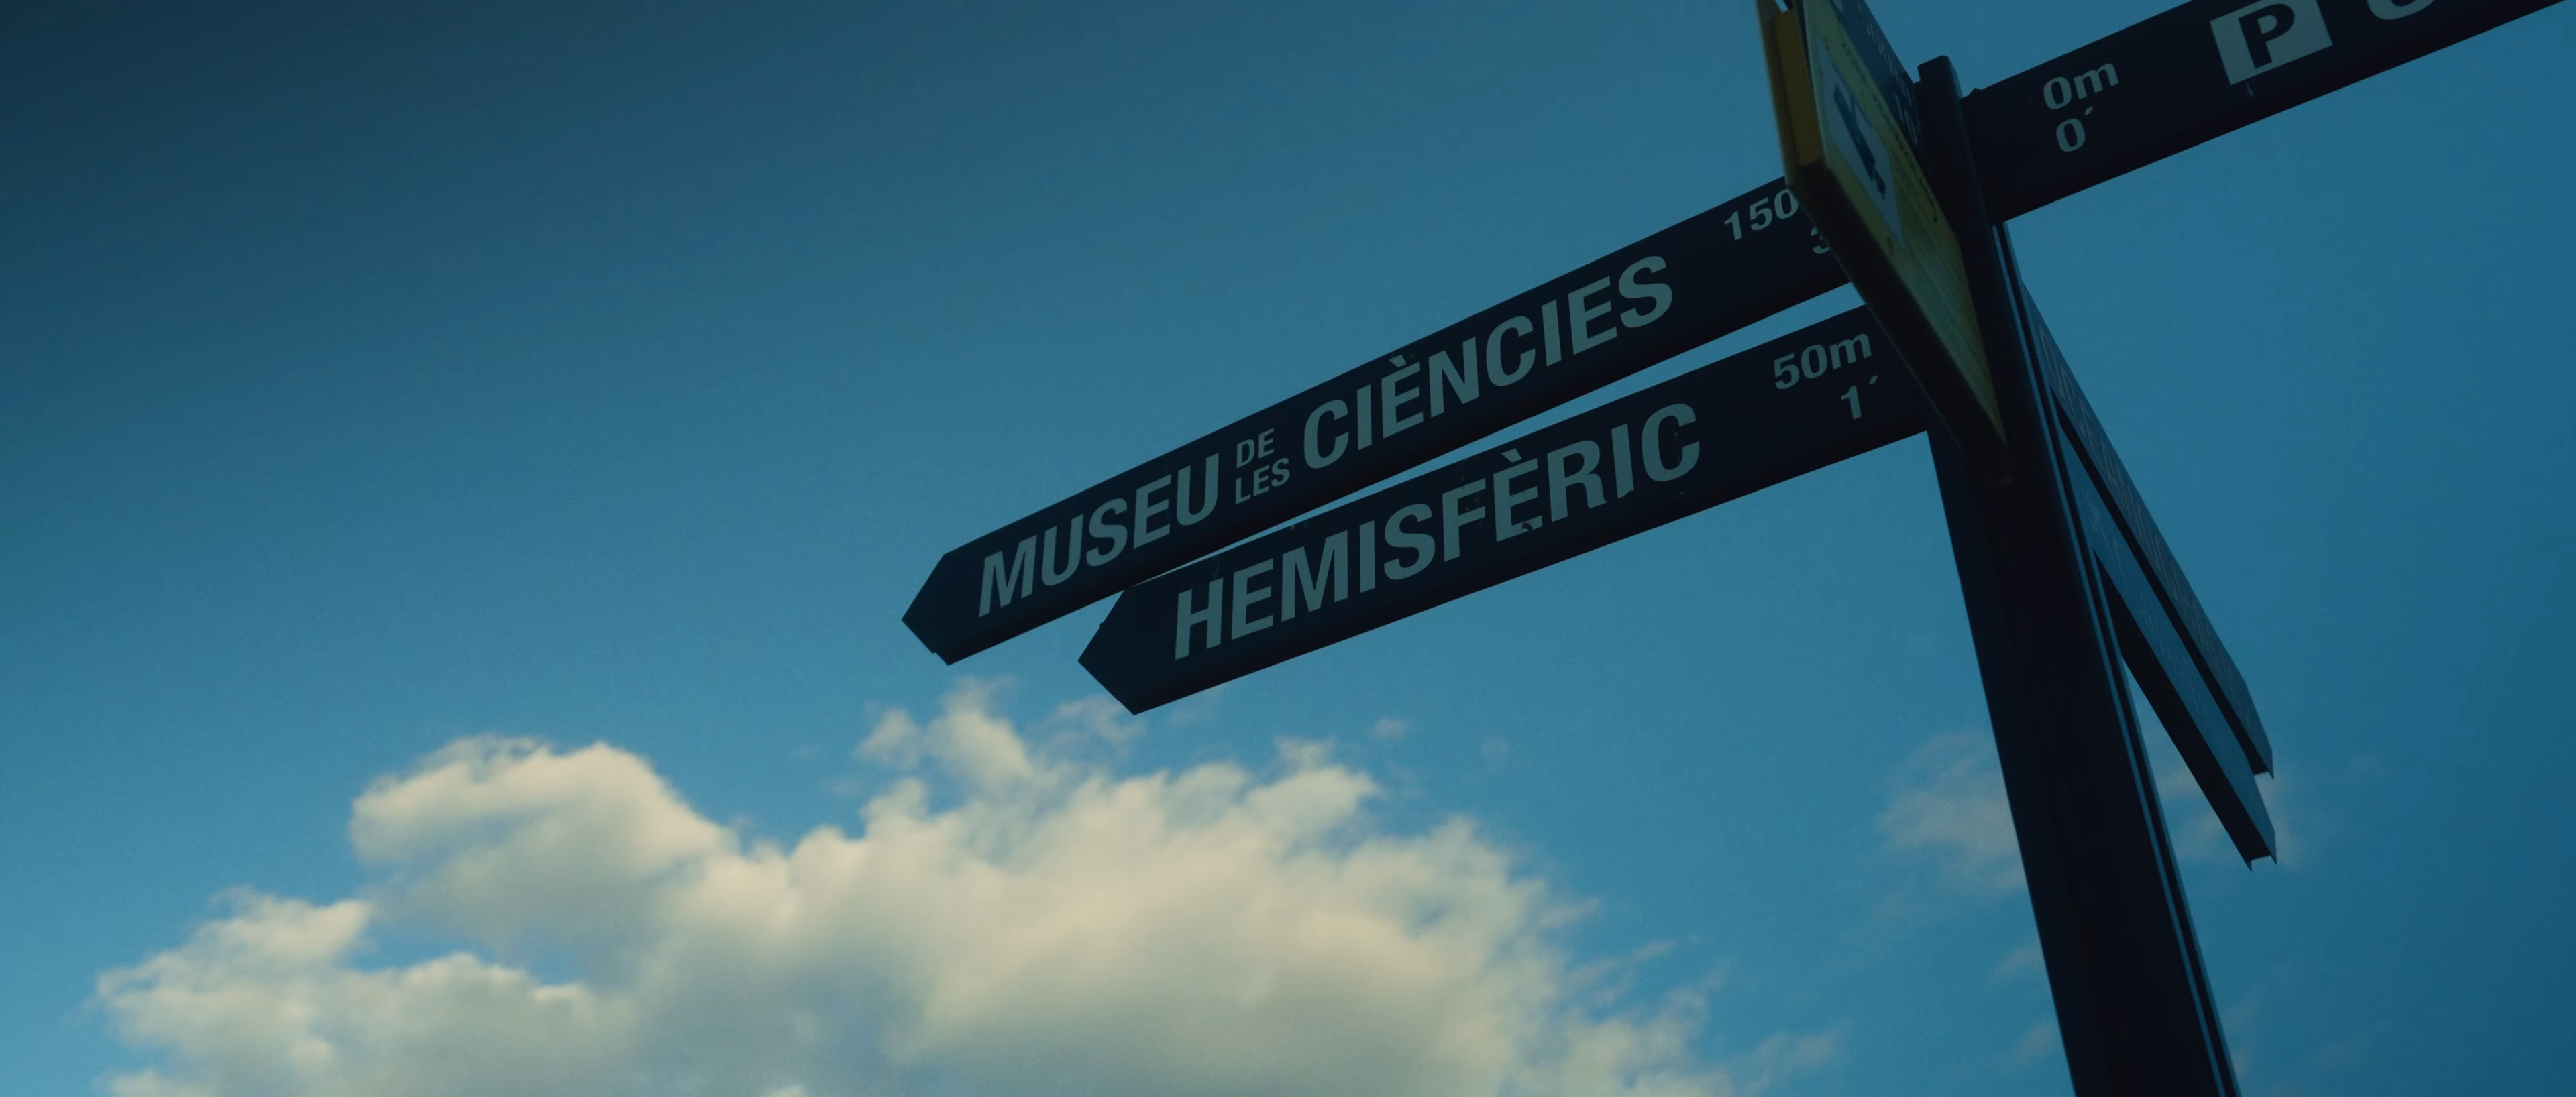 MUSEU DE LES CIÈNCIES
150
HEMISFÈRIC
50m
1´
0m
0´
P